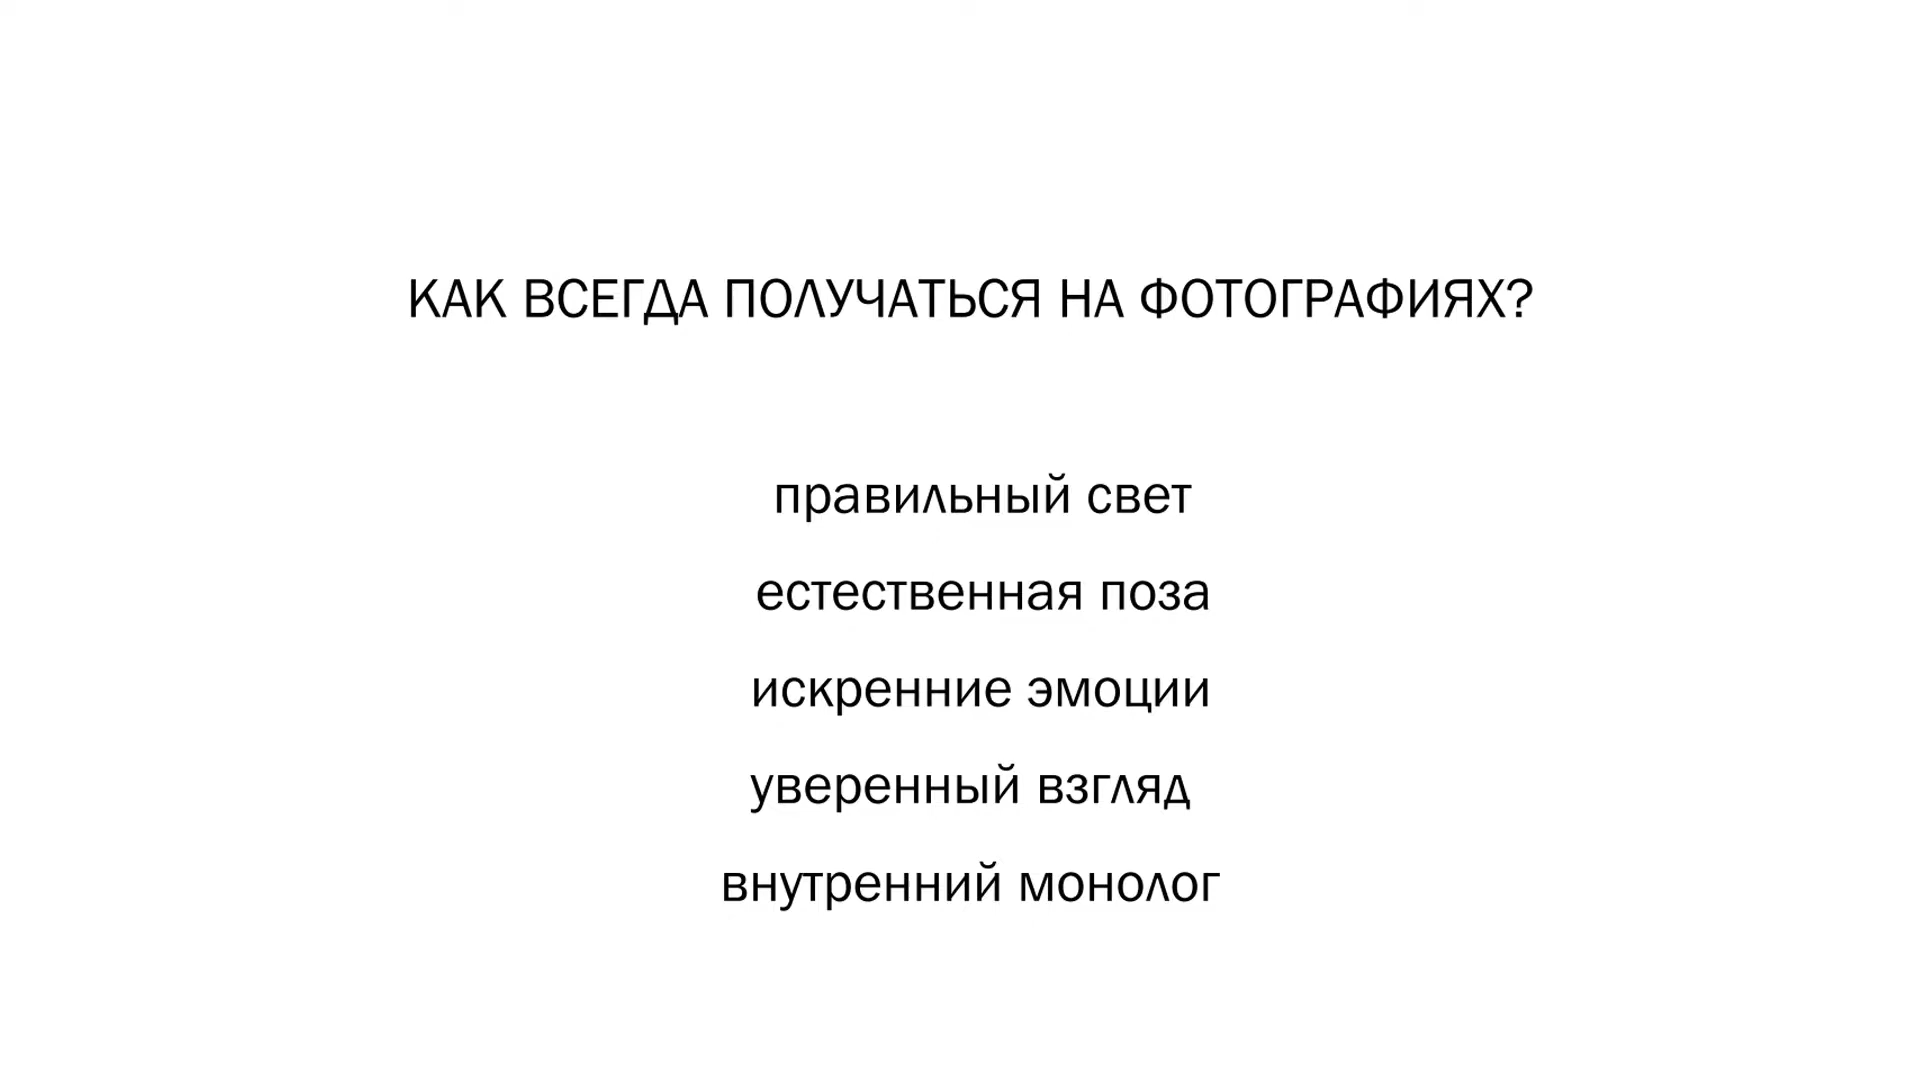 КАК ВСЕГДА ПОЛУЧАТЬСЯ НА ФОТОГРАФИЯХ?
правильный свет
естественная поза
искренние эмоции
уверенный взгляд
внутренний монолог